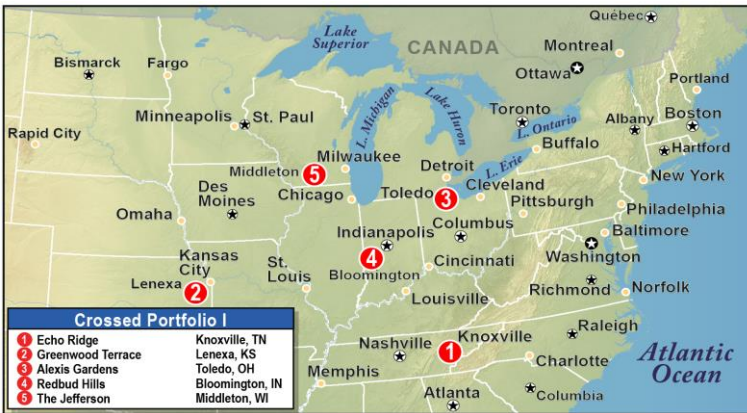 Québec
Lake
Superior
CANADA
Montreal
Bismarck
Fargo
Ottawa
Portland
Minneapolis
St. Paul
L. Michigan
Lake Huron
Toronto
L. Ontario
Albany
Boston
Rapid City
Buffalo
Hartford
Milwaukee
Middleton
5
Detroit
L. Erie
New York
Des
Moines
Chicago
Toledo
3
Cleveland
Pittsburgh
Philadelphia
Omaha
Indianapolis
Columbus
Baltimore
Kansas
City
St.
Louis
4
Bloomington
Cincinnati
Washington
Lenexa
2
Louisville
Richmond
Norfolk
Nashville
Knoxville
1
Raleigh
Memphis
Charlotte
Atlanta
Columbia
Atlantic
Ocean
Crossed Portfolio I
1 Echo Ridge Knoxville, TN
2 Greenwood Terrace Lenexa, KS
3 Alexis Gardens Toledo, OH
4 Redbud Hills Bloomington, IN
5 The Jefferson Middleton, WI